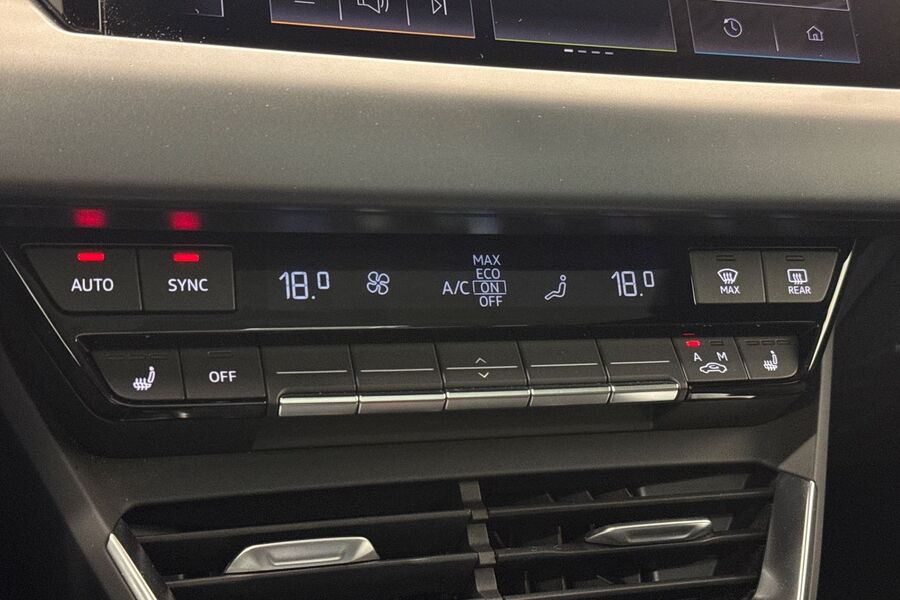 AUTO
SYNC
18.0
MAX
ECO
A/C ON
OFF
18.0
MAX
REAR
OFF
A M